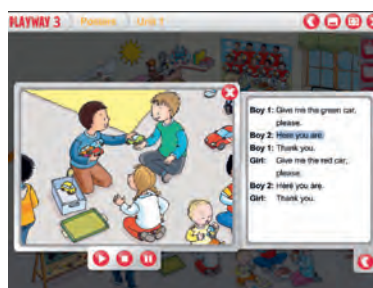 PLAYWAY 3 Posters Unit 7
Boy 1: Give me the green car,
please.
Boy 2: Here you are.
Boy 1: Thank you.
Girl: Give me the red car,
please.
Boy 2: Here you are.
Girl: Thank you.